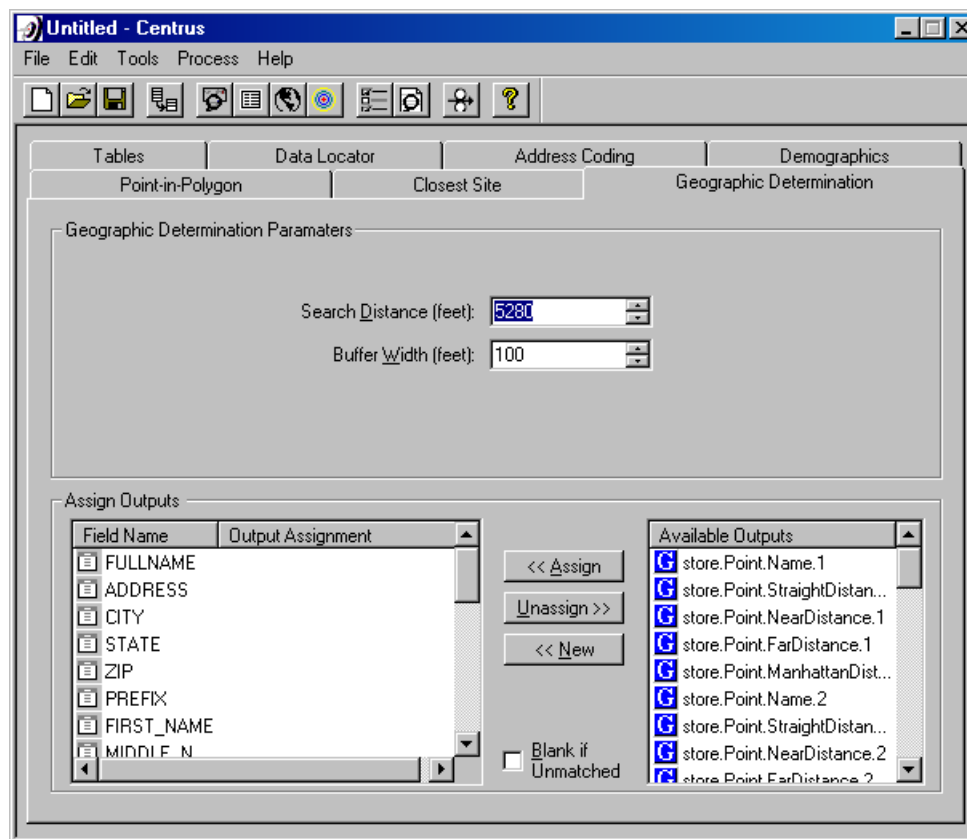 Untitled - Centrus
File Edit Tools Process Help
Tables Data Locator Address Coding Demographics
Point-in-Polygon Closest Site Geographic Determination
Geographic Determination Paramaters
Search Distance (feet): 5280
Buffer Width (feet): 100
Assign Outputs
Field Name Output Assignment
FULLNAME
ADDRESS
CITY
STATE
ZIP
PREFIX
FIRST_NAME
MIDDLE_N
<< Assign
Unassign >>
<< New
Blank if
Unmatched
Available Outputs
G store.Point.Name.1
G store.Point.StraightDistan...
G store.Point.NearDistance.1
G store.Point.FarDistance.1
G store.Point.ManhattanDist...
G store.Point.Name.2
G store.Point.StraightDistan...
G store.Point.NearDistance.2
G store.Point.FarDistance.2